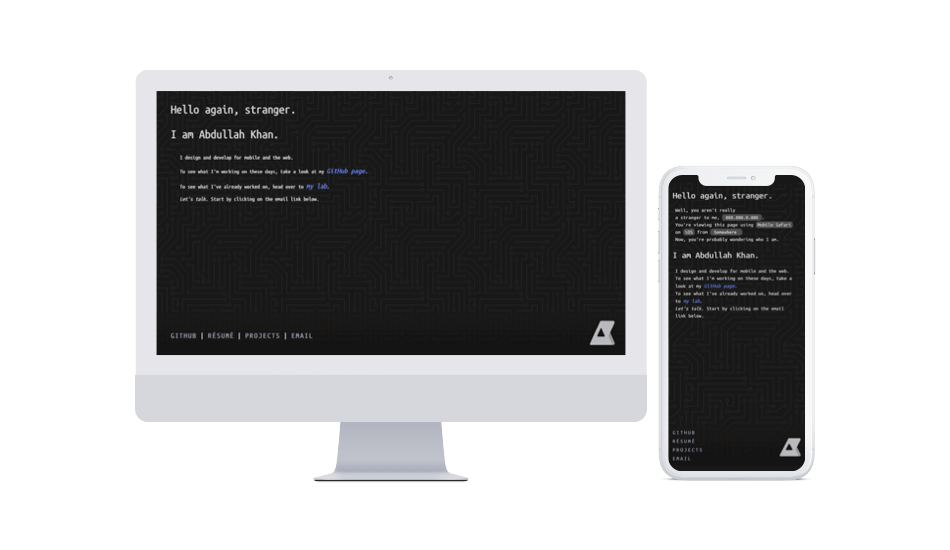 Hello again, stranger.
I am Abdullah Khan.
I design and develop for mobile and the web.
To see what I'm working on these days, take a look at my GitHub page.
To see what I've already worked on, head over to my lab.
Let's talk. Start by clicking on the email link below.
GITHUB | RÉSUMÉ | PROJECTS | EMAIL
Hello again, stranger.
Well, you aren't really
a stranger to me,
You're viewing this page using Mobile Safari
on iOS from Somewhere
Now, you're probably wondering who I am.
I am Abdullah Khan.
I design and develop for mobile and the web.
To see what I'm working on these days, take a
look at my GitHub page.
To see what I've already worked on, head over
to my lab.
Let's talk. Start by clicking on the email
link below.
GITHUB
RÉSUMÉ
PROJECTS
EMAIL